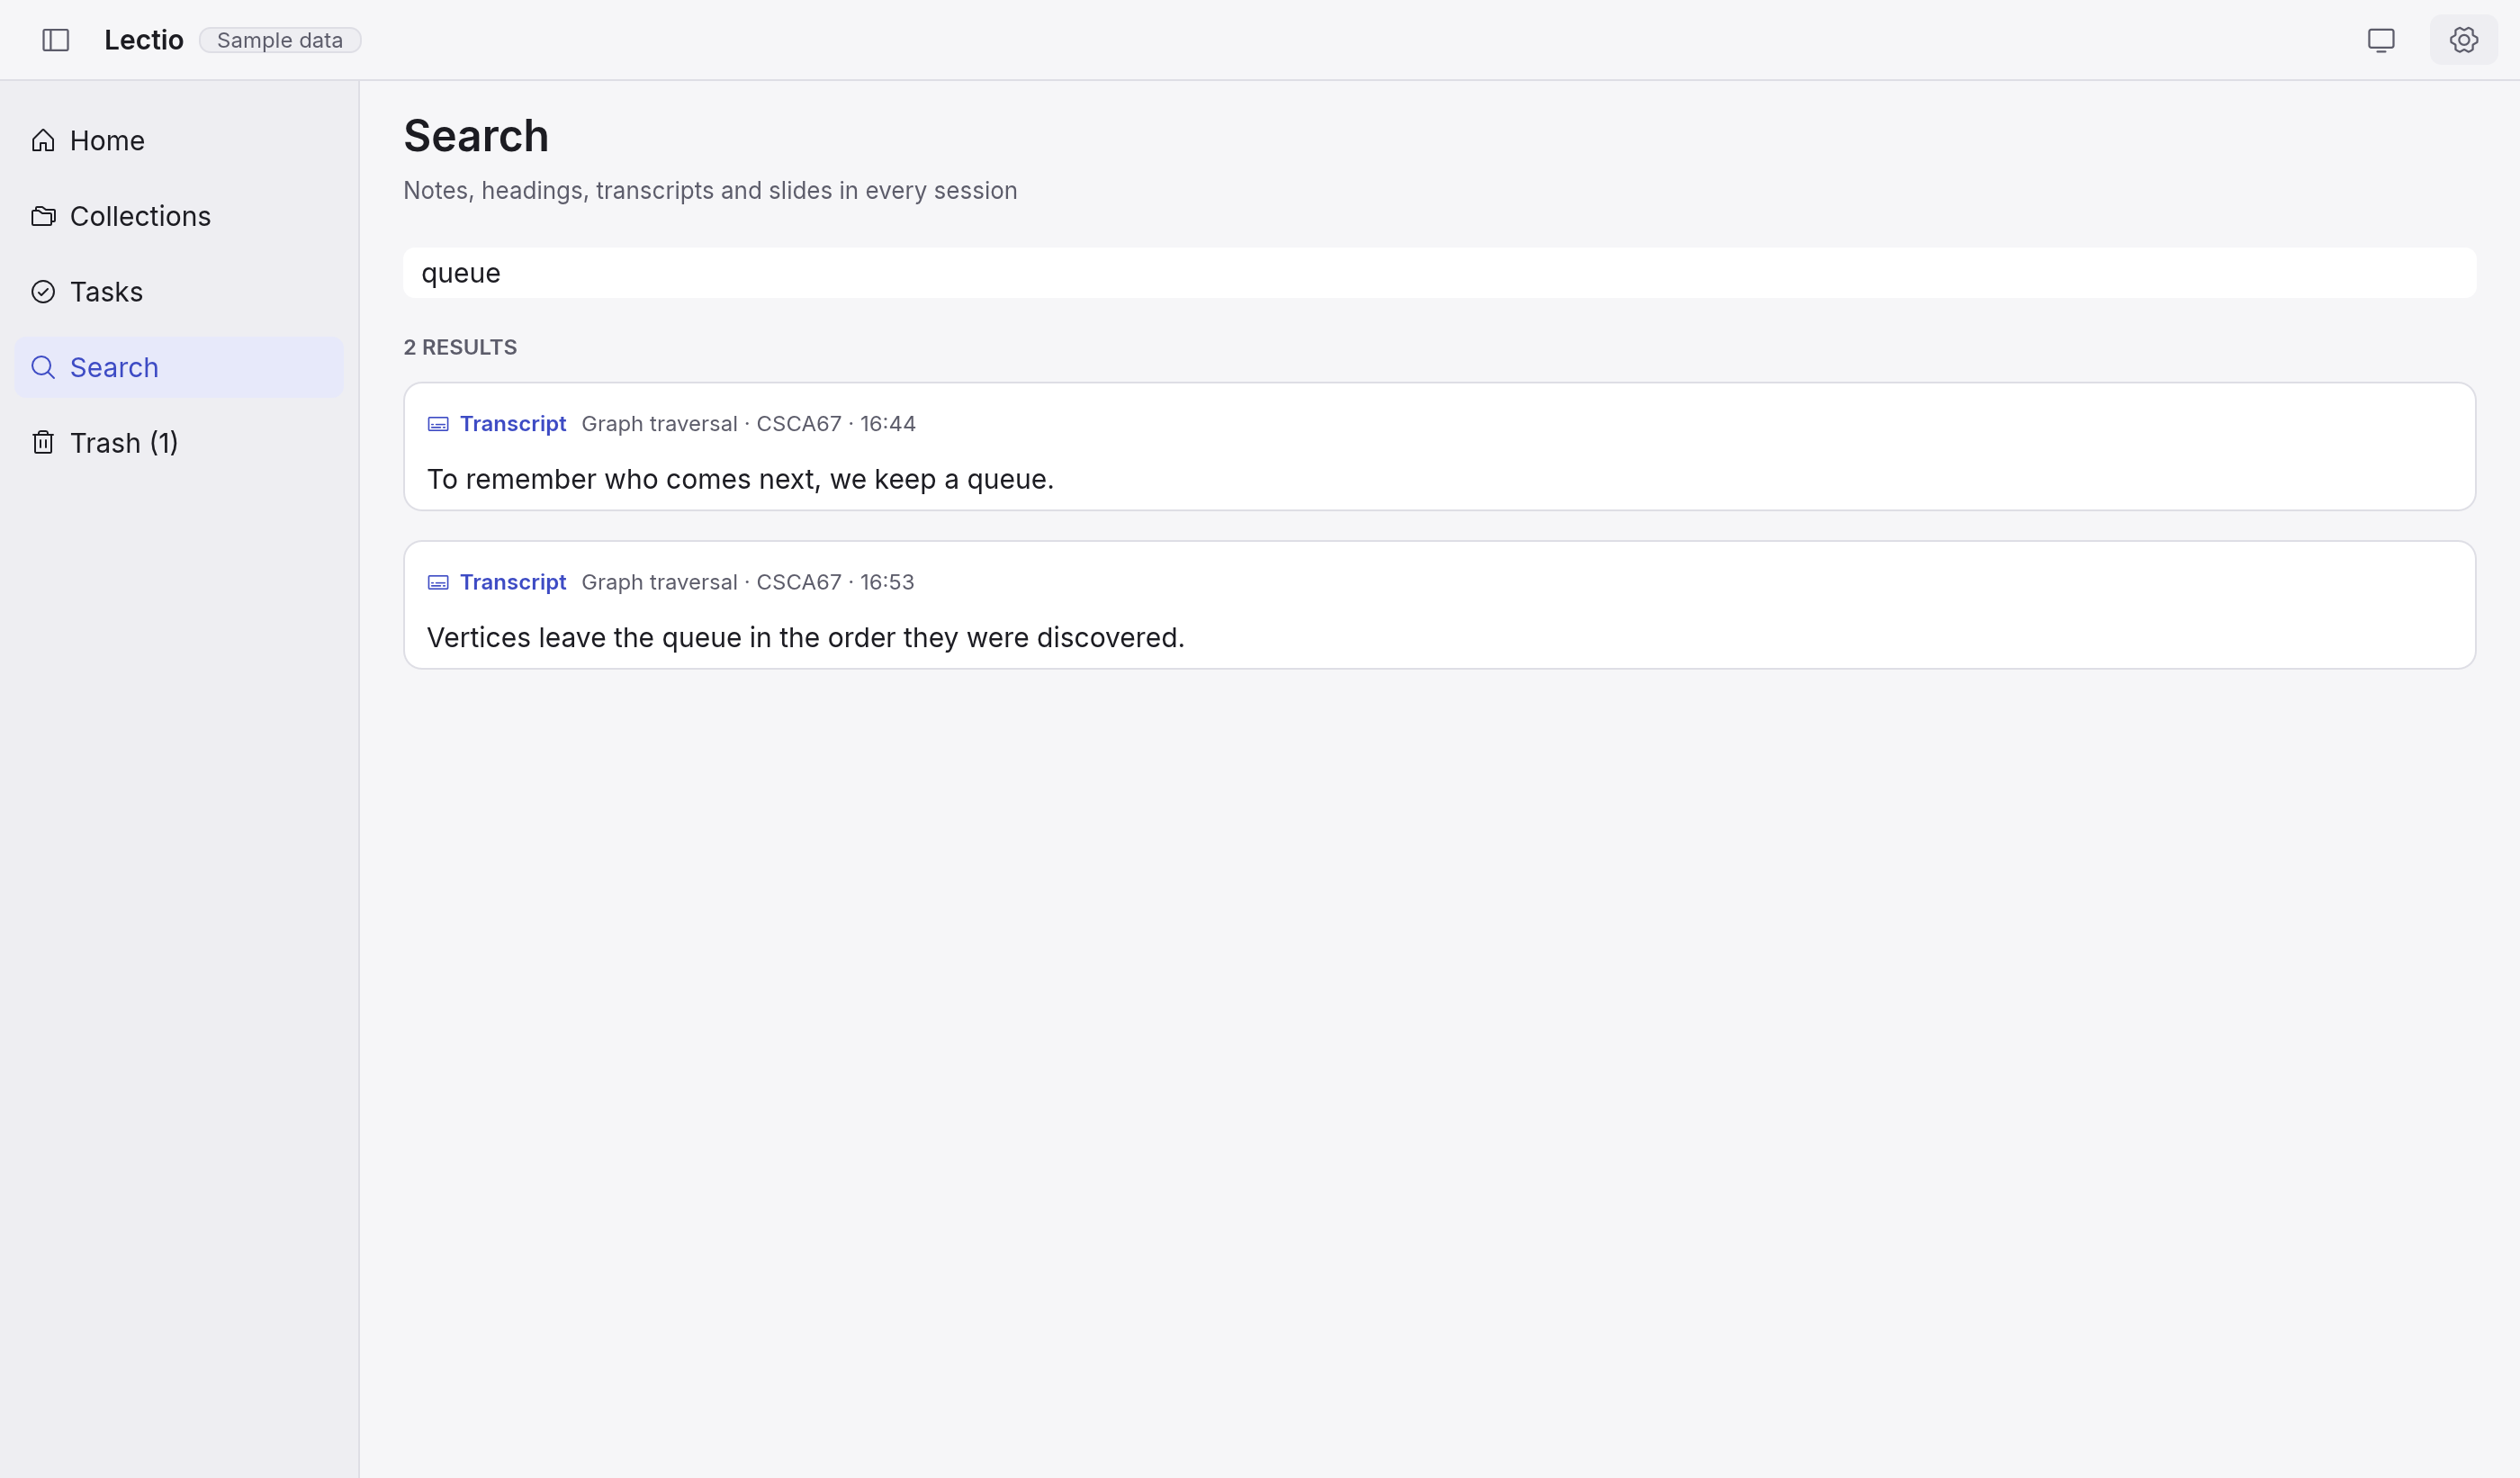 Lectio
Sample data
Home
Collections
Tasks
Search
Trash (1)
Search
Notes, headings, transcripts and slides in every session
queue
2 RESULTS
Transcript Graph traversal · CSCA67 · 16:44
To remember who comes next, we keep a queue.
Transcript Graph traversal · CSCA67 · 16:53
Vertices leave the queue in the order they were discovered.